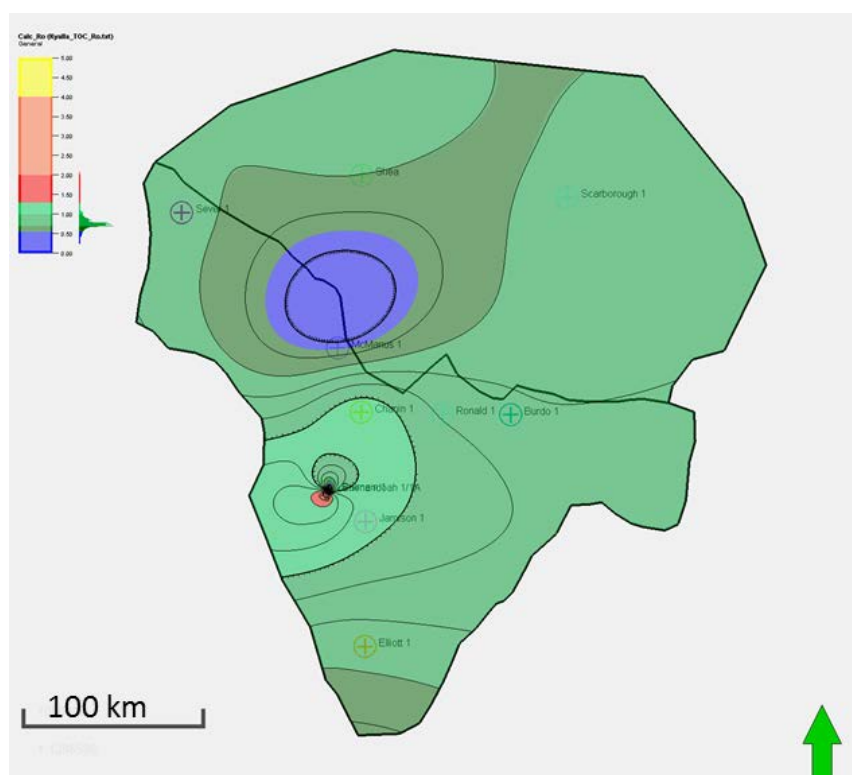 Calc_Ro (Kyalla_TOC_Ro.txt)
General
5.00
4.50
4.00
3.50
3.00
2.50
2.00
1.50
1.00
0.50
0.00
Shea
Scarborough 1
Sever 1
McManus 1
Chanin 1
Ronald 1
Burdo 1
Jamison 1
Elliott 1
100 km